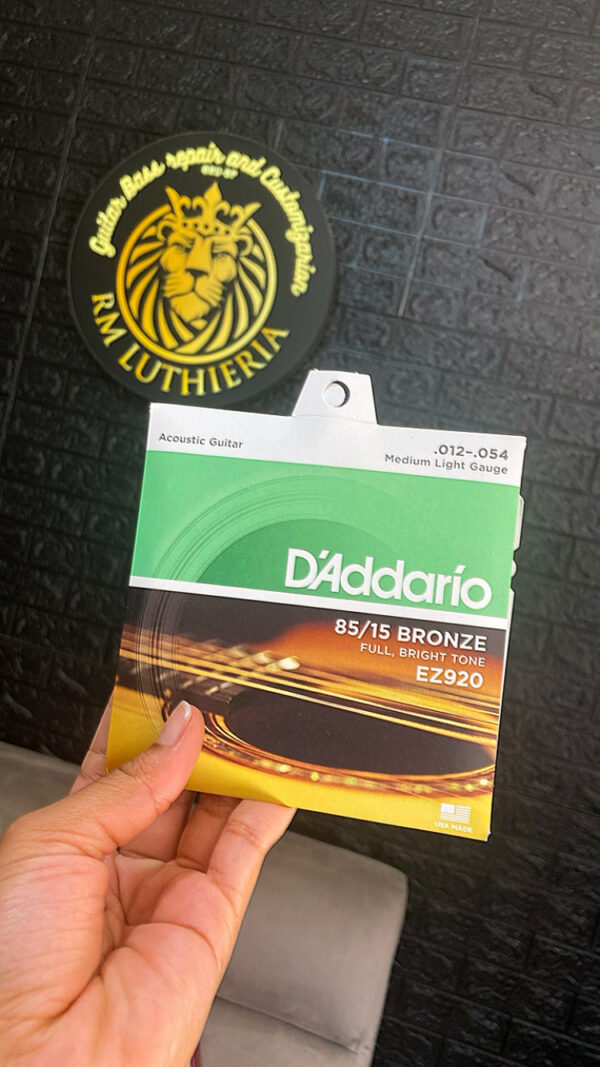 Guitar Bass repair and Customization
RM LUTHIERIA
Acoustic Guitar
.012–.054
Medium Light Gauge
D'Addario
85/15 BRONZE
FULL, BRIGHT TONE
EZ920
USA MADE